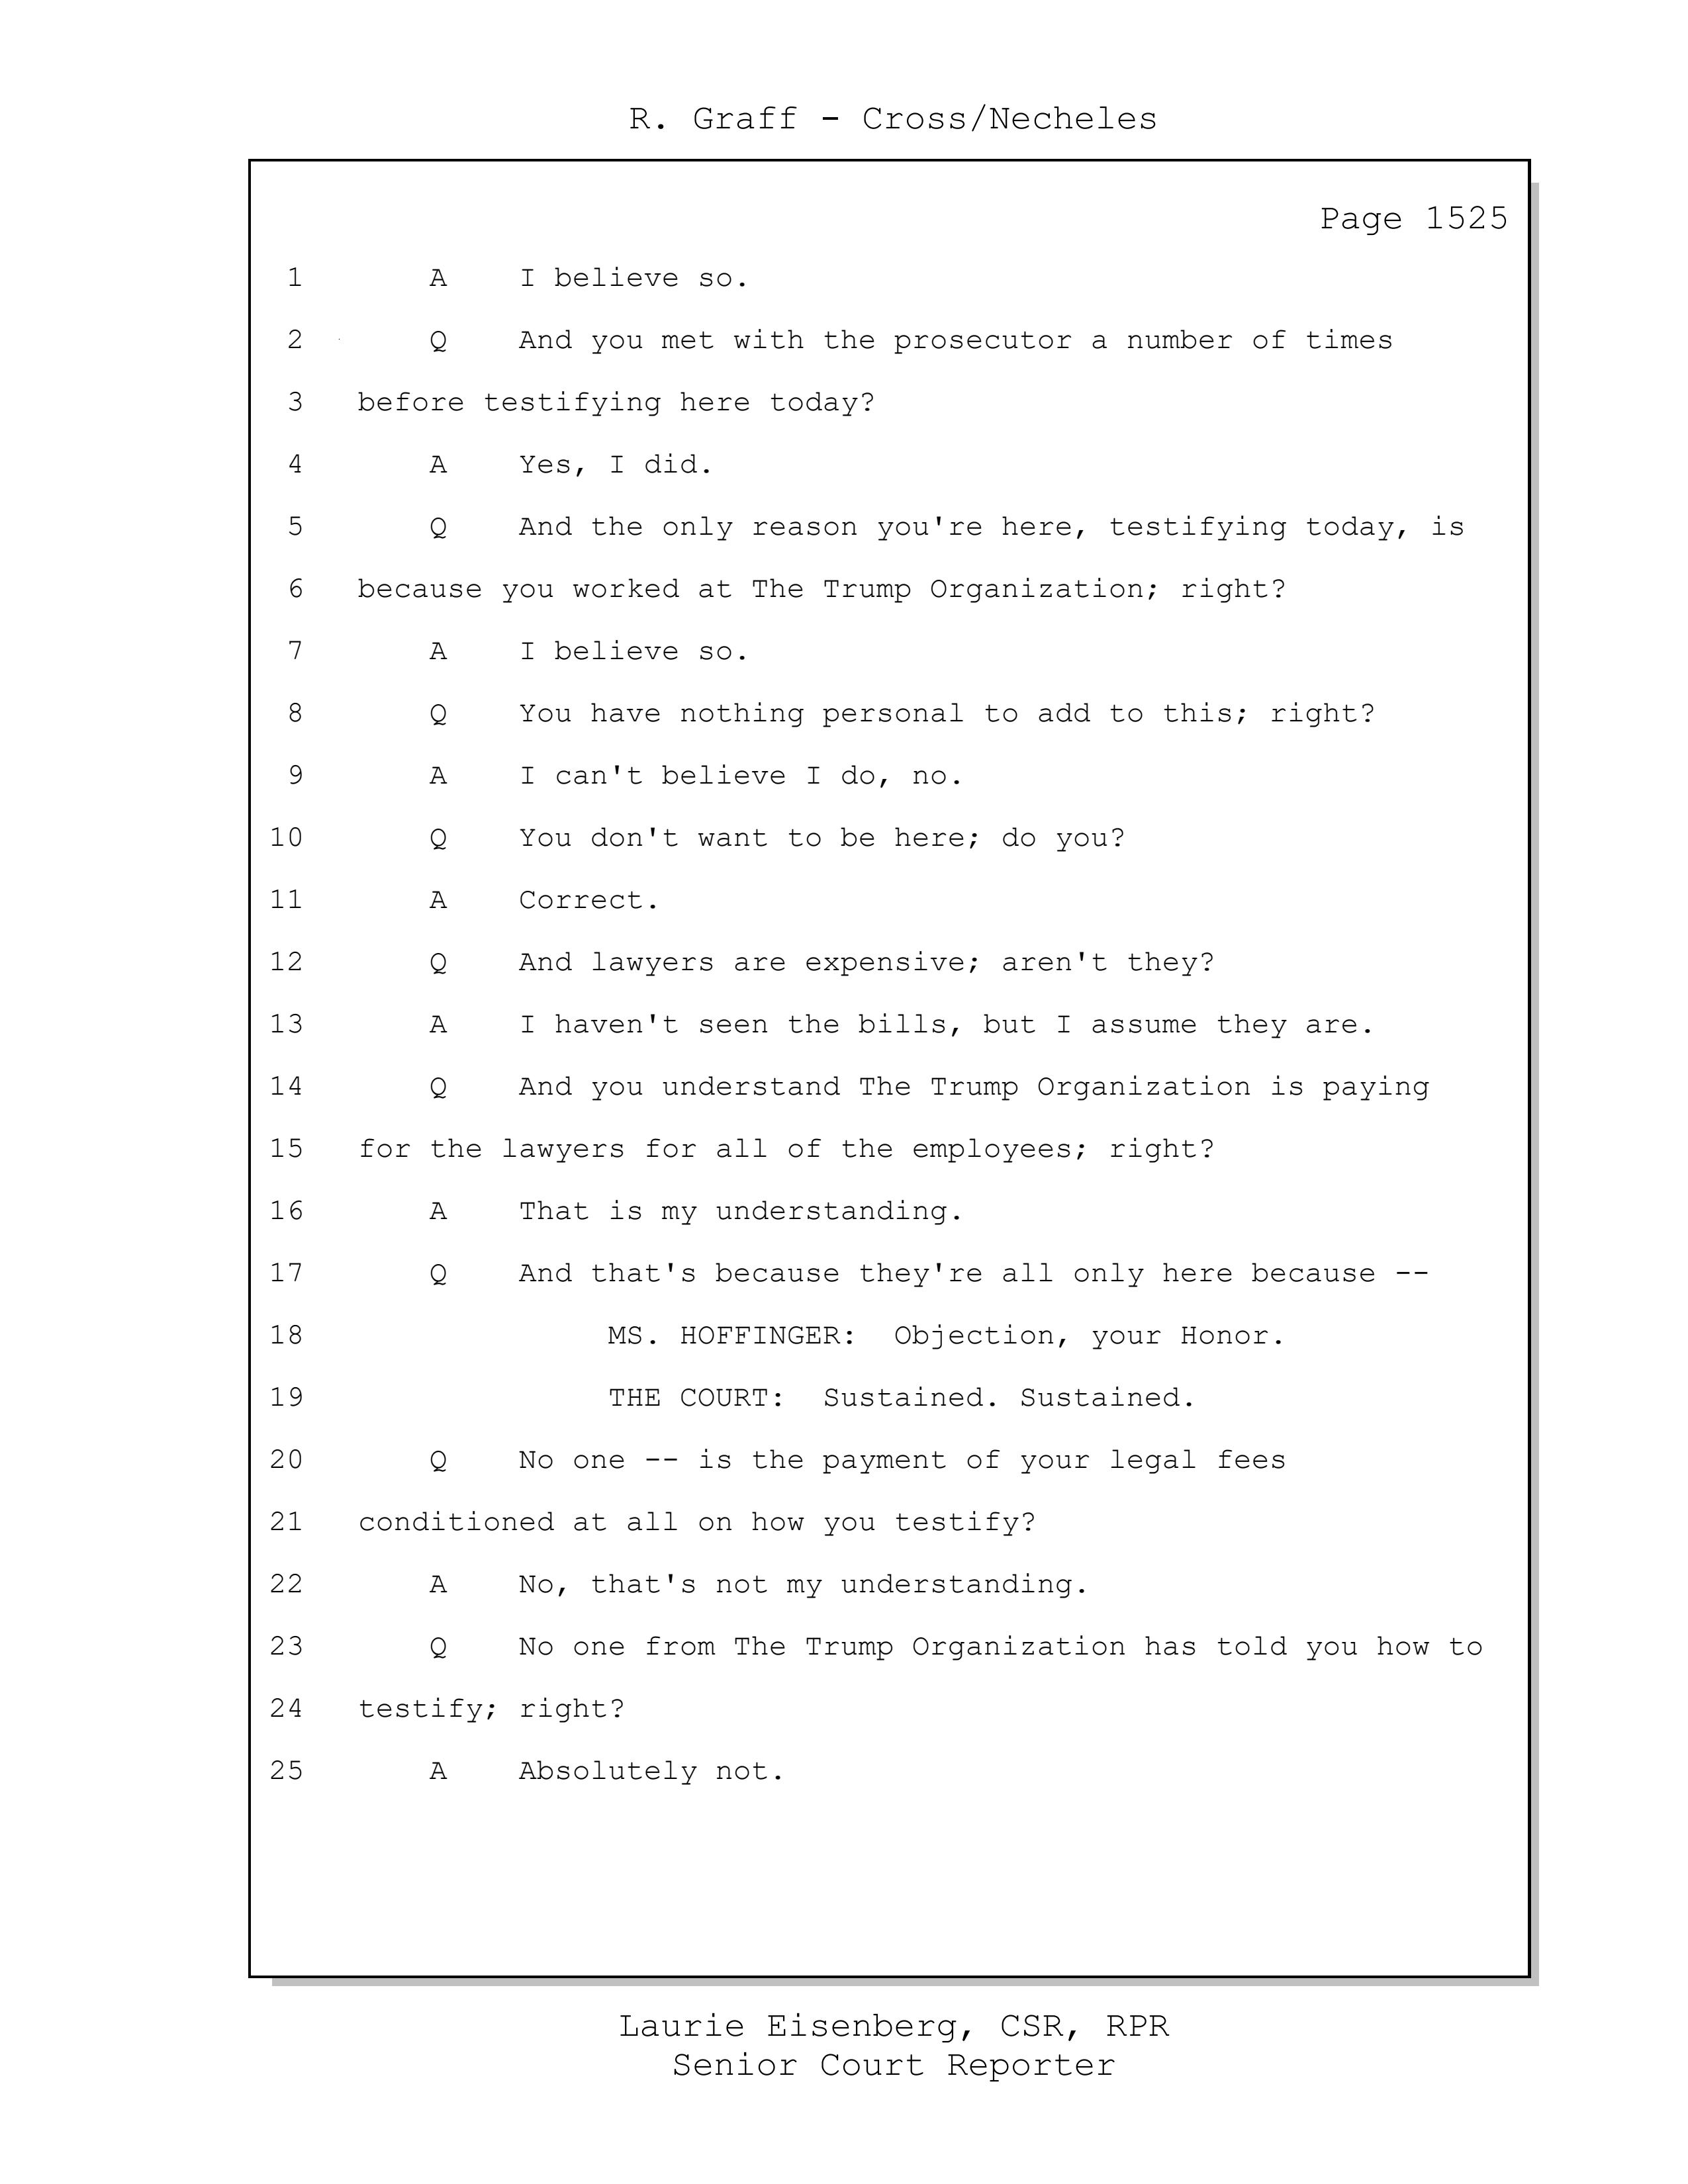 R. Graff - Cross/Necheles
Page 1525
1 A I believe so.
2 Q And you met with the prosecutor a number of times
3 before testifying here today?
4 A Yes, I did.
5 Q And the only reason you're here, testifying today, is
6 because you worked at The Trump Organization; right?
7 A I believe so.
8 Q You have nothing personal to add to this; right?
9 A I can't believe I do, no.
10 Q You don't want to be here; do you?
11 A Correct.
12 Q And lawyers are expensive; aren't they?
13 A I haven't seen the bills, but I assume they are.
14 Q And you understand The Trump Organization is paying
15 for the lawyers for all of the employees; right?
16 A That is my understanding.
17 Q And that's because they're all only here because --
18 MS. HOFFINGER: Objection, your Honor.
19 THE COURT: Sustained. Sustained.
20 Q No one -- is the payment of your legal fees
21 conditioned at all on how you testify?
22 A No, that's not my understanding.
23 Q No one from The Trump Organization has told you how to
24 testify; right?
25 A Absolutely not.
Laurie Eisenberg, CSR, RPR
Senior Court Reporter